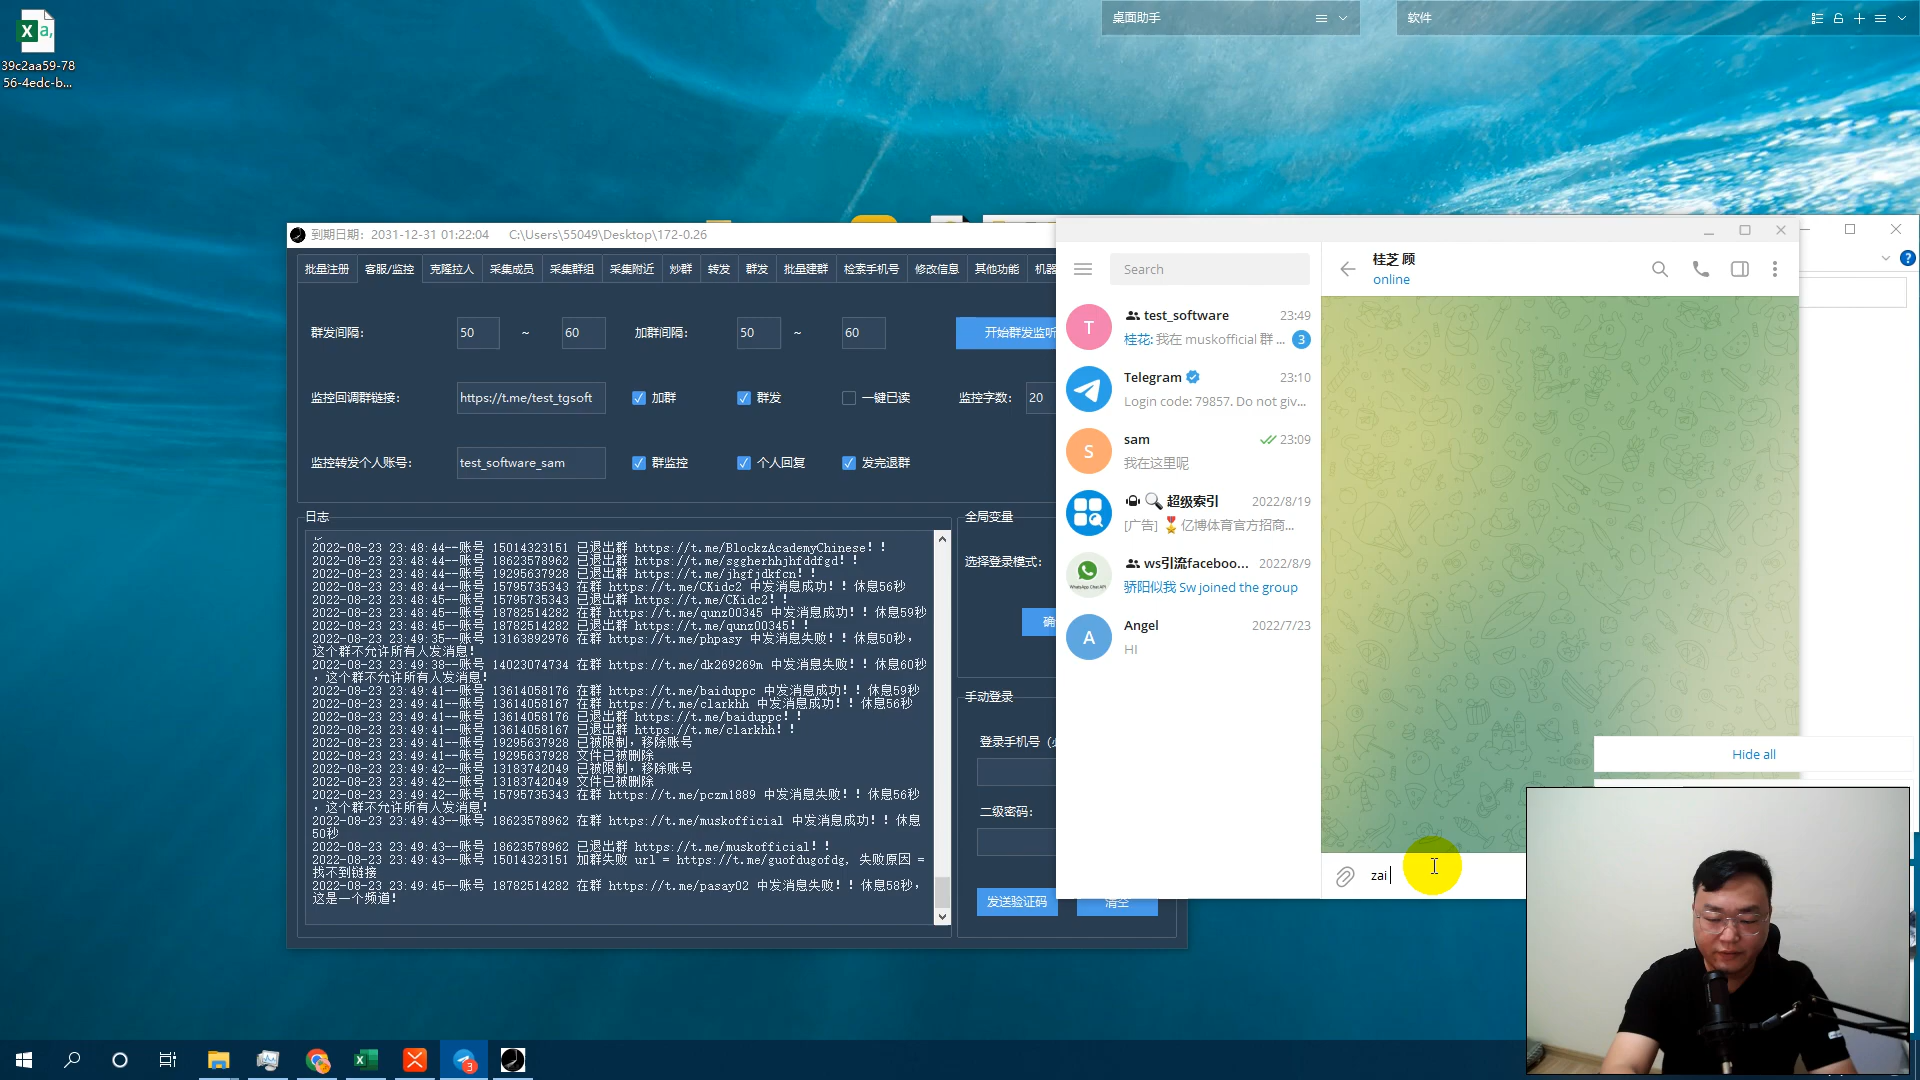 39c2aa59-78
56-4edc-b...
桌面助手
软件
到期日期: 2031-12-31 01:22:04 C:\Users\55049\Desktop\172-0.26
批量注册 客服/监控 克隆拉人 采集成员 采集群组 采集附近 炒群 转发 群发 批量建群 检索手机号 修改信息 其他功能 机器
群发间隔: 50 ~ 60 加群间隔: 50 ~ 60 开始群发监听
监控回调群链接: https://t.me/test_tgsoft 加群 群发 一键已读 监控字数: 20
监控转发个人账号: test_software_sam 群监控 个人回复 发完退群
日志
2022-08-23 23:48:44--账号 15014323151 已退出群 https://t.me/BlockzAcademyChinese!!
2022-08-23 23:48:44--账号 18623578962 已退出群 https://t.me/sggherhhjhfddfgd!!
2022-08-23 23:48:44--账号 19295637928 已退出群 https://t.me/jhgfjdkfcn!!
2022-08-23 23:48:44--账号 15795735343 在群 https://t.me/CKidc2 中发消息成功!!休息56秒
2022-08-23 23:48:45--账号 15795735343 已退出群 https://t.me/CKidc2!!
2022-08-23 23:48:45--账号 18782514282 在群 https://t.me/qunz00345 中发消息成功!!休息59秒
2022-08-23 23:48:45--账号 18782514282 已退出群 https://t.me/qunz00345!!
2022-08-23 23:49:35--账号 13163892976 在群 https://t.me/phpasy 中发消息失败!!休息50秒,
这个群不允许所有人发消息!
2022-08-23 23:49:38--账号 14023074734 在群 https://t.me/dk269269m 中发消息失败!!休息60秒
,这个群不允许所有人发消息!
2022-08-23 23:49:41--账号 13614058176 在群 https://t.me/baiduppc 中发消息成功!!休息59秒
2022-08-23 23:49:41--账号 13614058167 在群 https://t.me/clarkhh 中发消息成功!!休息56秒
2022-08-23 23:49:41--账号 13614058176 已退出群 https://t.me/baiduppc!!
2022-08-23 23:49:41--账号 13614058167 已退出群 https://t.me/clarkhh!!
2022-08-23 23:49:41--账号 19295637928 已被限制,移除账号
2022-08-23 23:49:41--账号 19295637928 文件已被删除
2022-08-23 23:49:42--账号 13183742049 已被限制,移除账号
2022-08-23 23:49:42--账号 13183742049 文件已被删除
2022-08-23 23:49:42--账号 15795735343 在群 https://t.me/pczm1889 中发消息失败!!休息56秒
,这个群不允许所有人发消息!
2022-08-23 23:49:43--账号 18623578962 在群 https://t.me/muskofficial 中发消息成功!!休息
50秒
2022-08-23 23:49:43--账号 18623578962 已退出群 https://t.me/muskofficial!!
2022-08-23 23:49:43--账号 15014323151 加群失败 url = https://t.me/guofdugofdg, 失败原因 =
找不到链接
2022-08-23 23:49:45--账号 18782514282 在群 https://t.me/pasay02 中发消息失败!!休息58秒,
这是一个频道!
全局变量
选择登录模式:
确
手动登录
登录手机号
二级密码:
发送验证码 清空
Search
test_software 23:49
桂花: 我在 muskofficial 群 ... 3
Telegram 23:10
Login code: 79857. Do not giv...
S sam 23:09
我在这里呢
超级索引 2022/8/19
[广告] 亿博体育官方招商...
ws引流faceboo... 2022/8/9
骄阳似我 Sw joined the group
WhatsApp Chat API
A Angel 2022/7/23
HI
T
桂芝 顾
online
zai
Hide all
3